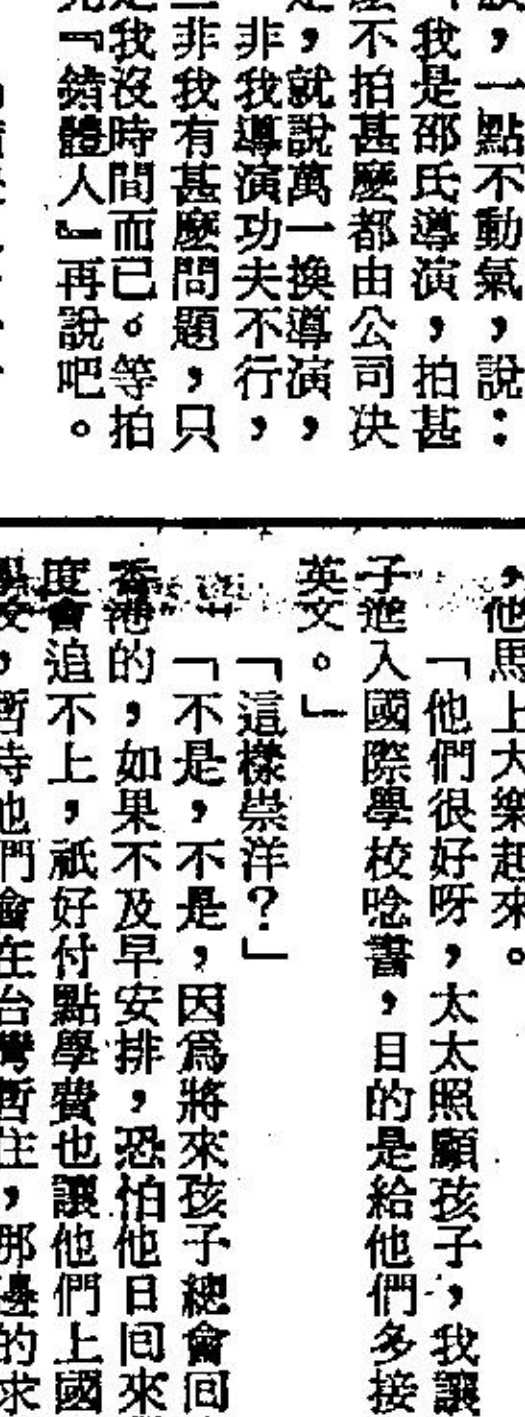 ，一點不動氣，說：
我是邵氏導演，拍甚
不拍甚麼都由公司决
，就說萬一換導演，
非我導演功夫不行，
非我有甚麼問題，只
我沒時間而已。等拍
『鐵體人』再說吧。
，他馬上大樂起來。
「他們很好呀，太太照顧孩子，我讓
子進入國際學校唸書，目的是給他們多接
英文。」
「這樣崇洋？」
「不是，不是，因爲將來孩子總會回
香港的，如果不及早安排，恐怕他日回來
度會追不上，祇好付點學費也讓他們上國
學校，暫時他們會在台灣暫住，那邊的求